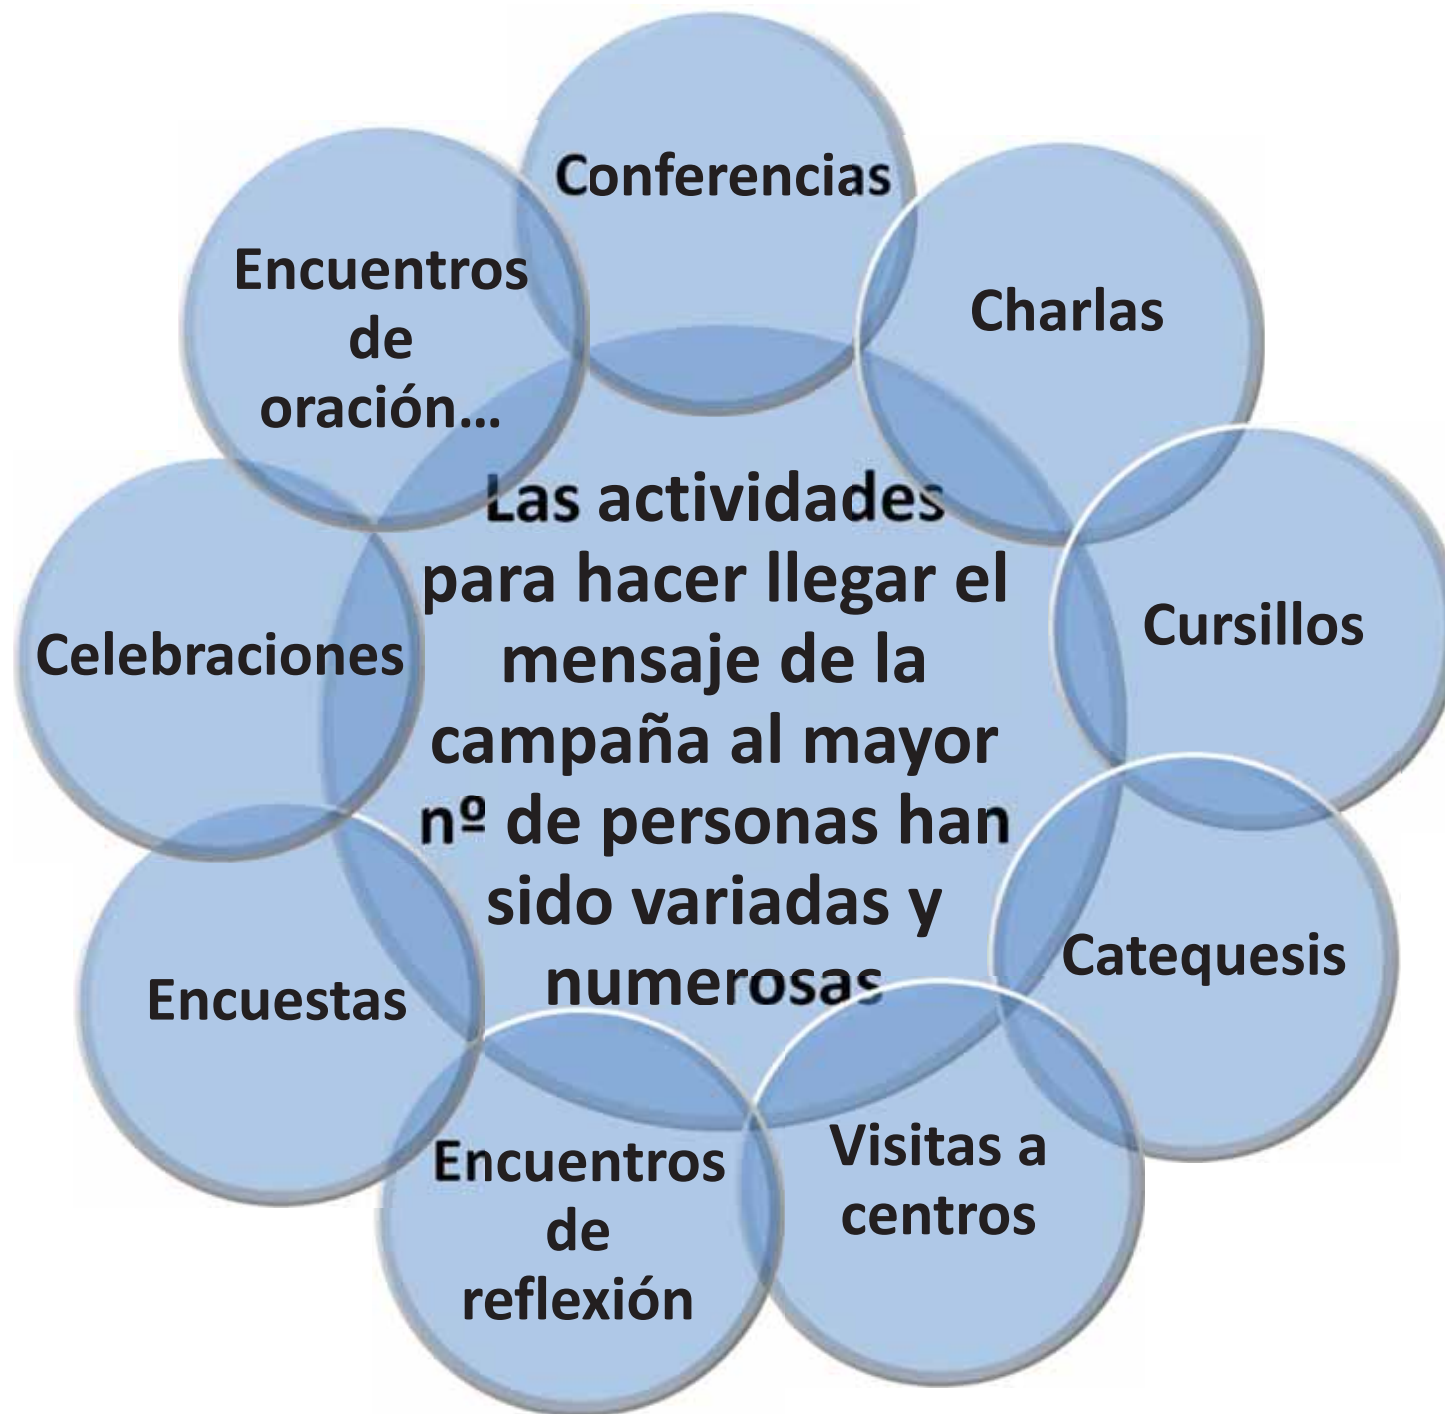 Conferencias
Charlas
Cursillos
Catequesis
Visitas a
centros
Encuentros
de
reflexión
Encuestas
Celebraciones
Encuentros
de
oración...
Las actividades
para hacer llegar el
mensaje de la
campaña al mayor
nº de personas han
sido variadas y
numerosas